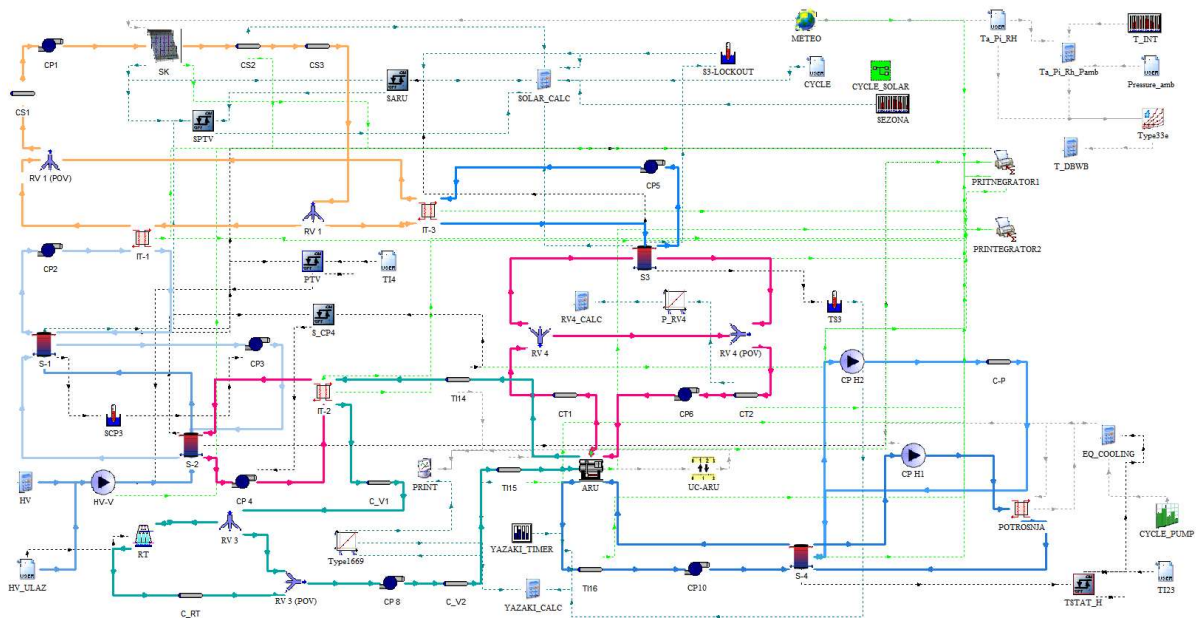 CP1
SK
CS2
CS3
METEO
Ta_Pi_RH
T_INT
S3-LOCKOUT
Ta_Pi_Rh_Pamb
Pressure_amb
SARU
SOLAR_CALC
CYCLE
CYCLE_SOLAR
SEZONA
CS1
SPTV
Type33e
T_DBWB
RV 1 (POV)
CP5
PRITNEGRATOR1
RV 1
IT-3
IT-1
CP2
PRINTEGRATOR2
PTV
TI4
S3
RV4_CALC
P_RV4
TS3
S_CP4
RV 4
RV 4 (POV)
S-1
CP3
CP H2
C-P
IT-2
TI14
CT1
CP6
CT2
SCP3
S-2
EQ_COOLING
CP H1
HV
HV-V
CP 4
C_V1
PRINT
TI15
ARU
UC-ARU
POTROSNJA
CYCLE_PUMP
RT
RV 3
Type1669
YAZAKI_TIMER
S-4
HV_ULAZ
RV 3 (POV)
CP 8
C_V2
TI16
CP10
YAZAKI_CALC
TSTAT_H
TI23
C_RT